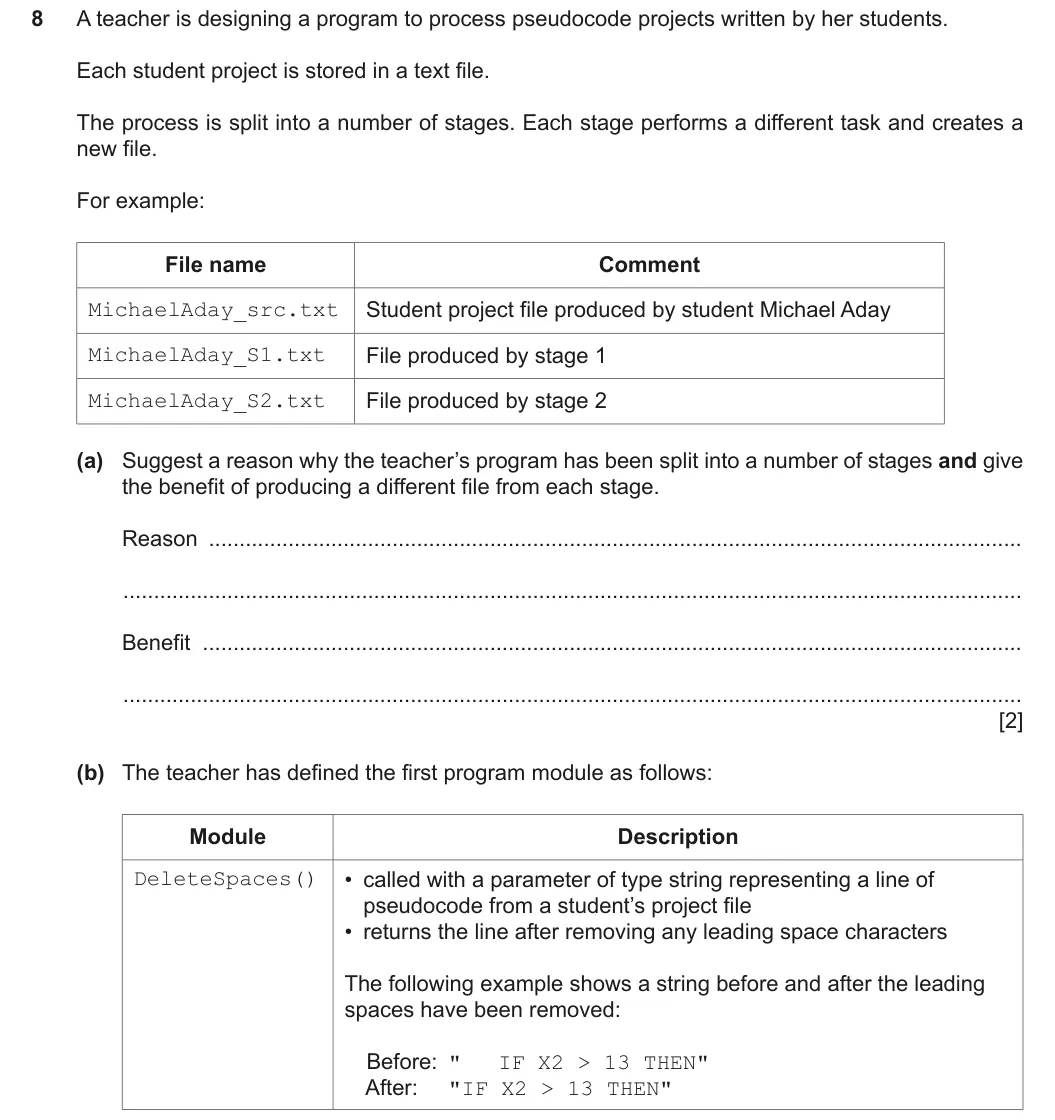 8 A teacher is designing a program to process pseudocode projects written by her students.
Each student project is stored in a text file.
The process is split into a number of stages. Each stage performs a different task and creates a
new file.
For example:
File name Comment
MichaelAday_src.txt Student project file produced by student Michael Aday
MichaelAday_S1.txt File produced by stage 1
MichaelAday_S2.txt File produced by stage 2
(a) Suggest a reason why the teacher's program has been split into a number of stages and give
the benefit of producing a different file from each stage.
Reason ..........................................................................................................................................
..........................................................................................................................................
Benefit ..........................................................................................................................................
..........................................................................................................................................
[2]
(b) The teacher has defined the first program module as follows:
Module Description
DeleteSpaces() • called with a parameter of type string representing a line of
pseudocode from a student's project file
• returns the line after removing any leading space characters
The following example shows a string before and after the leading
spaces have been removed:
Before: "   IF X2 > 13 THEN"
After: "IF X2 > 13 THEN"